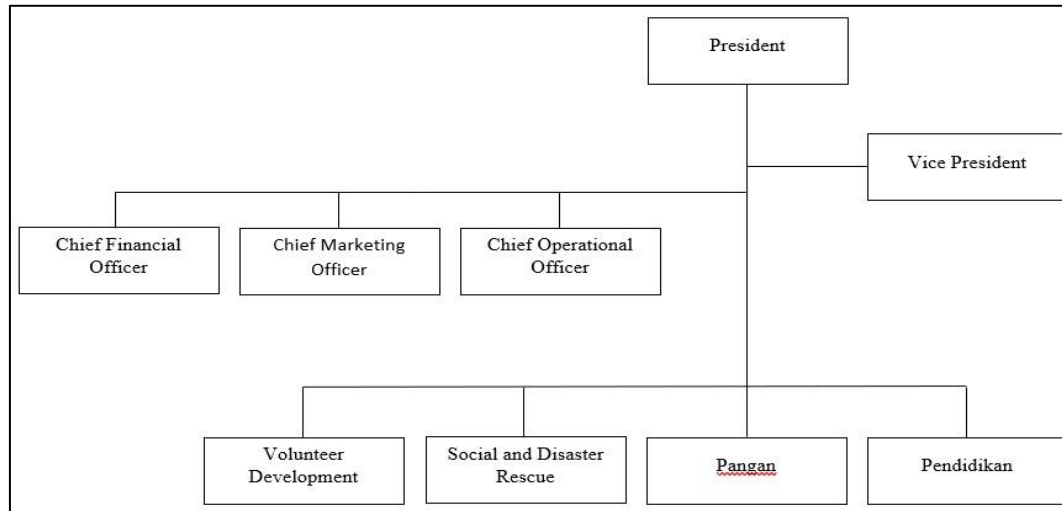 President
Vice President
Chief Financial
Officer
Chief Marketing
Officer
Chief Operational
Officer
Volunteer
Development
Social and Disaster
Rescue
Pangan
Pendidikan